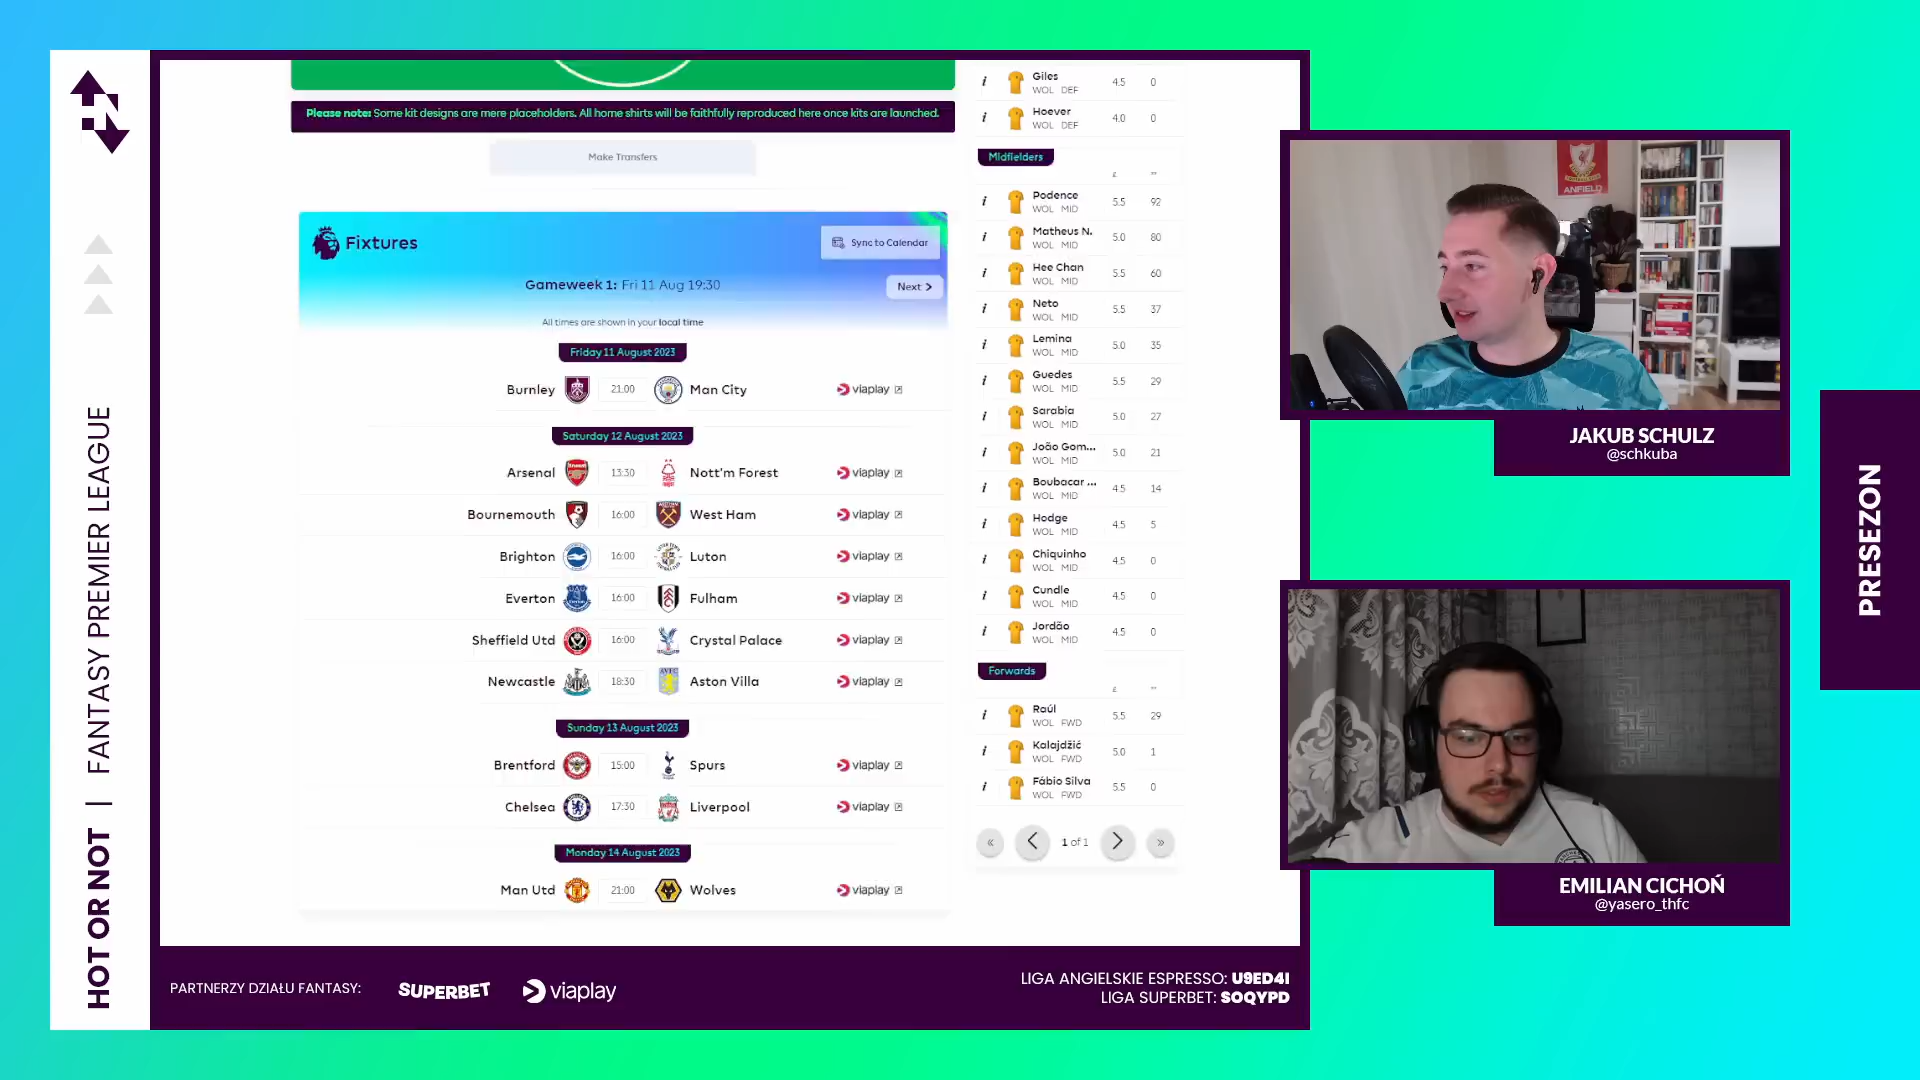 HOT OR NOT | FANTASY PREMIER LEAGUE
Please note: Some kit designs are mere placeholders. All home shirts will be faithfully reproduced here once kits are launched.
Make Transfers
Fixtures
Sync to Calendar
Gameweek 1: Fri 11 Aug 19:30
Next
All times are shown in your local time
Friday 11 August 2023
Burnley 21:00 Man City viaplay
Saturday 12 August 2023
Arsenal 13:30 Nott'm Forest viaplay
Bournemouth 16:00 West Ham viaplay
Brighton 16:00 Luton viaplay
Everton 16:00 Fulham viaplay
Sheffield Utd 16:00 Crystal Palace viaplay
Newcastle 18:30 Aston Villa viaplay
Sunday 13 August 2023
Brentford 15:00 Spurs viaplay
Chelsea 17:30 Liverpool viaplay
Monday 14 August 2023
Man Utd 21:00 Wolves viaplay
i Giles 4.5 0
WOL DEF
i Hoever 4.0 0
WOL DEF
Midfielders
£ **
i Podence 5.5 92
WOL MID
i Matheus N. 5.0 80
WOL MID
i Hee Chan 5.5 60
WOL MID
i Neto 5.5 37
WOL MID
i Lemina 5.0 35
WOL MID
i Guedes 5.5 29
WOL MID
i Sarabia 5.0 27
WOL MID
i João Gom... 5.0 21
WOL MID
i Boubacar ... 4.5 14
WOL MID
i Hodge 4.5 5
WOL MID
i Chiquinho 4.5 0
WOL MID
i Cundle 4.5 0
WOL MID
i Jordão 4.5 0
WOL MID
Forwards
£ **
i Raúl 5.5 29
WOL FWD
i Kalajdžić 5.0 1
WOL FWD
i Fábio Silva 5.5 0
WOL FWD
1 of 1
ANFIELD
JAKUB SCHULZ
@schkuba
EMILIAN CICHOŃ
@yasero_thfc
PRESEZON
PARTNERZY DZIAŁU FANTASY: SUPERBET viaplay
LIGA ANGIELSKIE ESPRESSO: U9ED4I
LIGA SUPERBET: SOQYPD